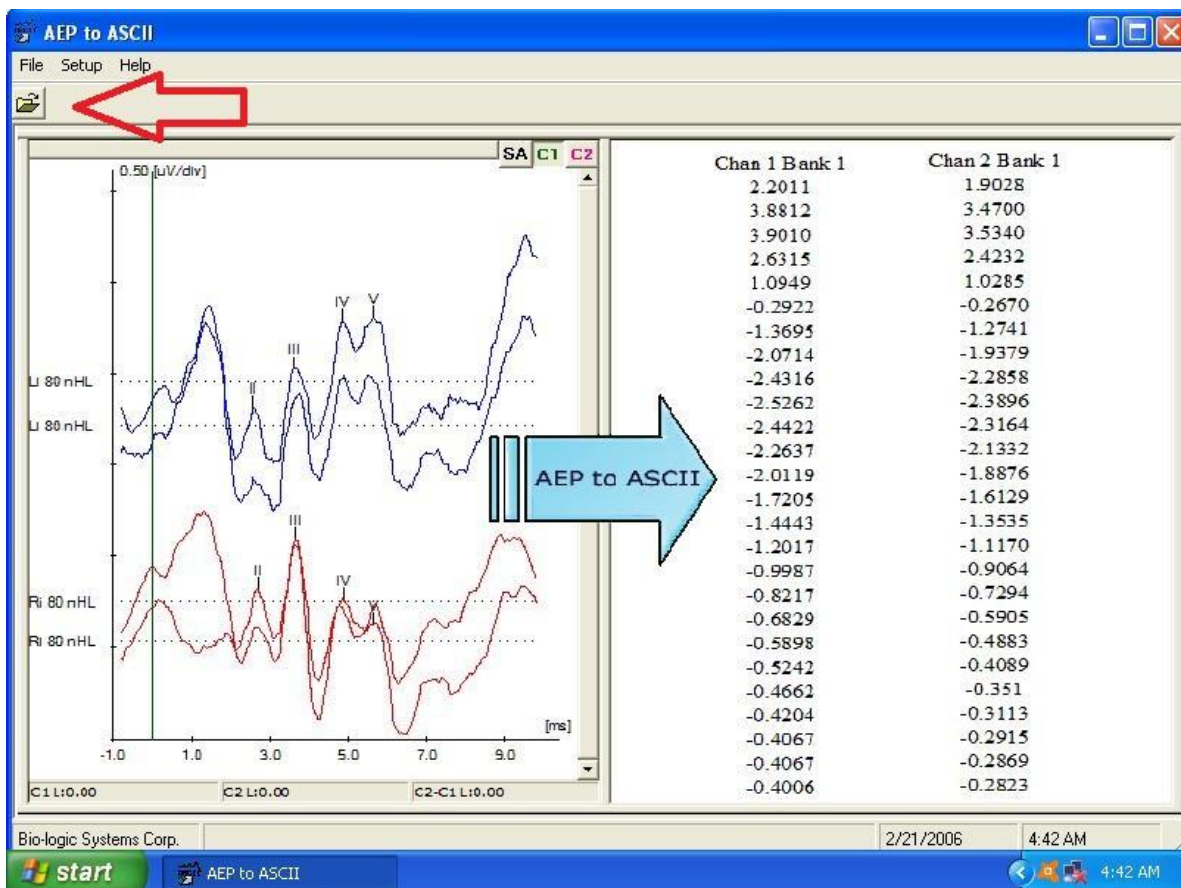 AEP to ASCII
File Setup Help
SA C1 C2
0.50 [uV/div]
IV V
III
II
Li 80 nHL
Li 80 nHL
III
II
IV
V
Ri 80 nHL
Ri 80 nHL
[ms]
-1.0 1.0 3.0 5.0 7.0 9.0
C1 L:0.00 C2 L:0.00 C2-C1 L:0.00
AEP to ASCII
Chan 1 Bank 1 Chan 2 Bank 1
2.2011 1.9028
3.8812 3.4700
3.9010 3.5340
2.6315 2.4232
1.0949 1.0285
-0.2922 -0.2670
-1.3695 -1.2741
-2.0714 -1.9379
-2.4316 -2.2858
-2.5262 -2.3896
-2.4422 -2.3164
-2.2637 -2.1332
-2.0119 -1.8876
-1.7205 -1.6129
-1.4443 -1.3535
-1.2017 -1.1170
-0.9987 -0.9064
-0.8217 -0.7294
-0.6829 -0.5905
-0.5898 -0.4883
-0.5242 -0.4089
-0.4662 -0.351
-0.4204 -0.3113
-0.4067 -0.2915
-0.4067 -0.2869
-0.4006 -0.2823
Bio-logic Systems Corp. 2/21/2006 4:42 AM
start AEP to ASCII 4:42 AM